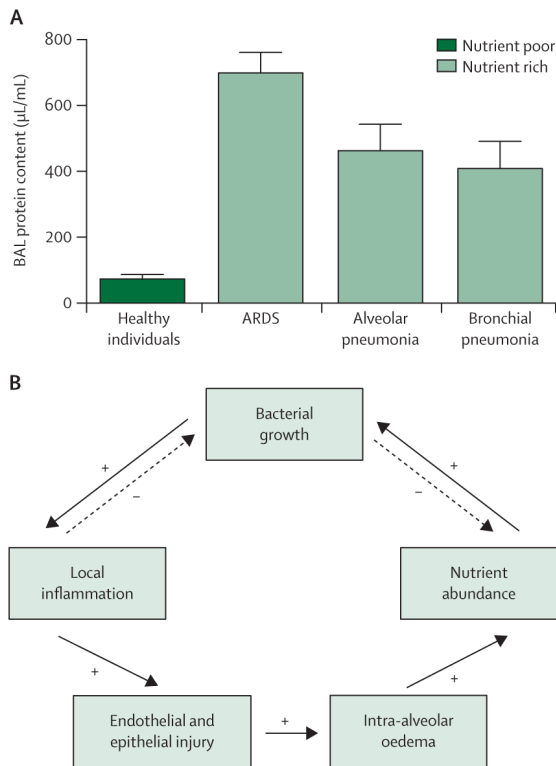 A
Nutrient poor
Nutrient rich
BAL protein content (µL/mL)
800
600
400
200
0
Healthy
individuals
ARDS
Alveolar
pneumonia
Bronchial
pneumonia
B
Bacterial
growth
+
−
+
−
Local
inflammation
Nutrient
abundance
+
+
Endothelial and
epithelial injury
+
Intra-alveolar
oedema